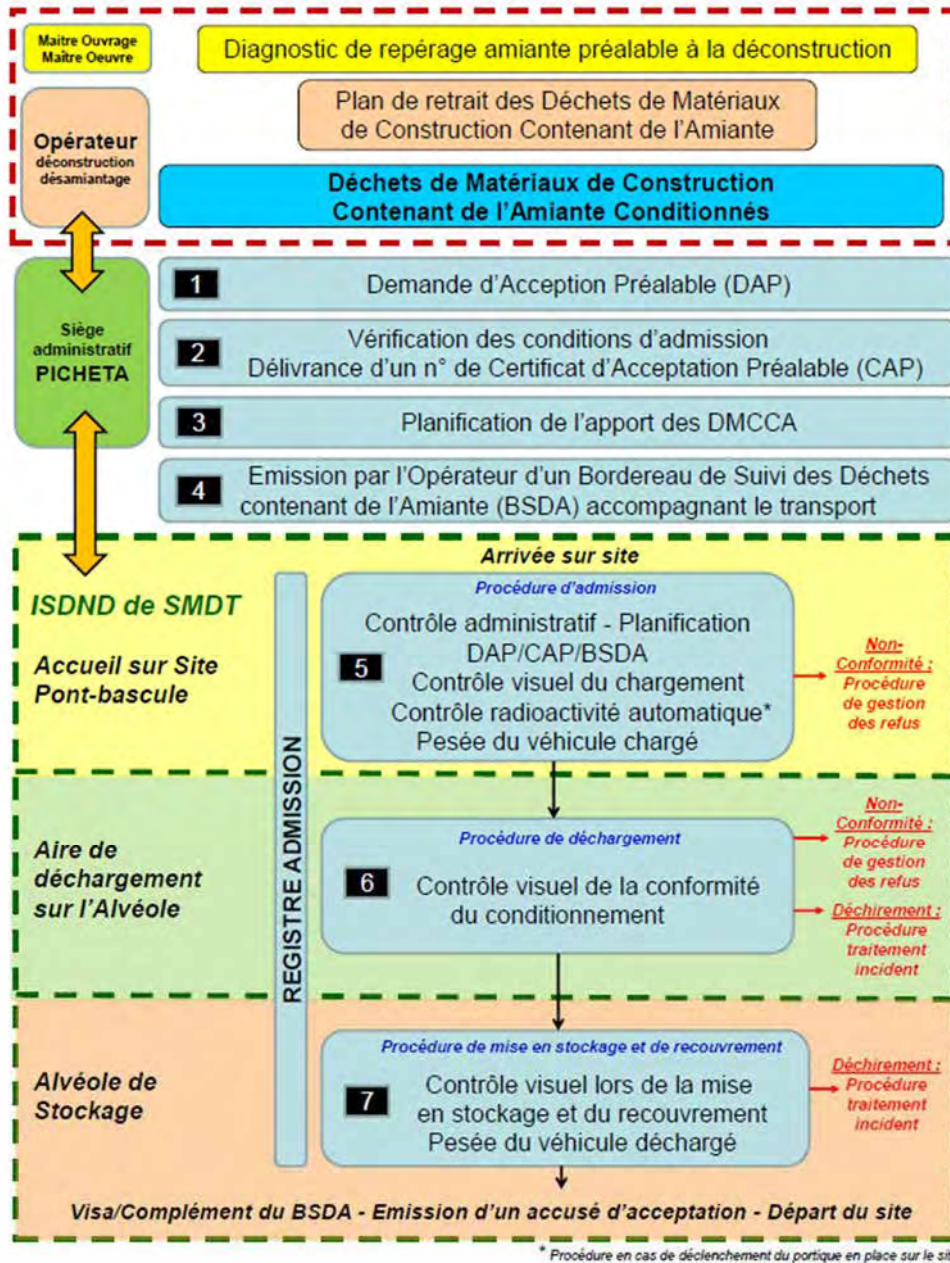 Maitre Ouvrage
Maître Oeuvre
Diagnostic de repérage amiante préalable à la déconstruction
Opérateur
déconstruction
désamiantage
Plan de retrait des Déchets de Matériaux
de Construction Contenant de l'Amiante
Déchets de Matériaux de Construction
Contenant de l'Amiante Conditionnés
Siège
administratif
PICHETA
1
Demande d'Acception Préalable (DAP)
2
Vérification des conditions d'admission
Délivrance d'un n° de Certificat d'Acceptation Préalable (CAP)
3
Planification de l'apport des DMCCA
4
Emission par l'Opérateur d'un Bordereau de Suivi des Déchets
contenant de l'Amiante (BSDA) accompagnant le transport
Arrivée sur site
ISDND de SMDT
Accueil sur Site
Pont-bascule
REGISTRE ADMISSION
Procédure d'admission
5
Contrôle administratif - Planification
DAP/CAP/BSDA
Contrôle visuel du chargement
Contrôle radioactivité automatique*
Pesée du véhicule chargé
Non-
Conformité :
Procédure
de gestion
des refus
Aire de
déchargement
sur l'Alvéole
Procédure de déchargement
6
Contrôle visuel de la conformité
du conditionnement
Non-
Conformité :
Procédure
de gestion
des refus
Déchirement :
Procédure
traitement
incident
Alvéole de
Stockage
Procédure de mise en stockage et de recouvrement
7
Contrôle visuel lors de la mise
en stockage et du recouvrement
Pesée du véhicule déchargé
Déchirement :
Procédure
traitement
incident
Visa/Complément du BSDA - Emission d'un accusé d'acceptation - Départ du site
* Procédure en cas de déclenchement du portique en place sur le sit